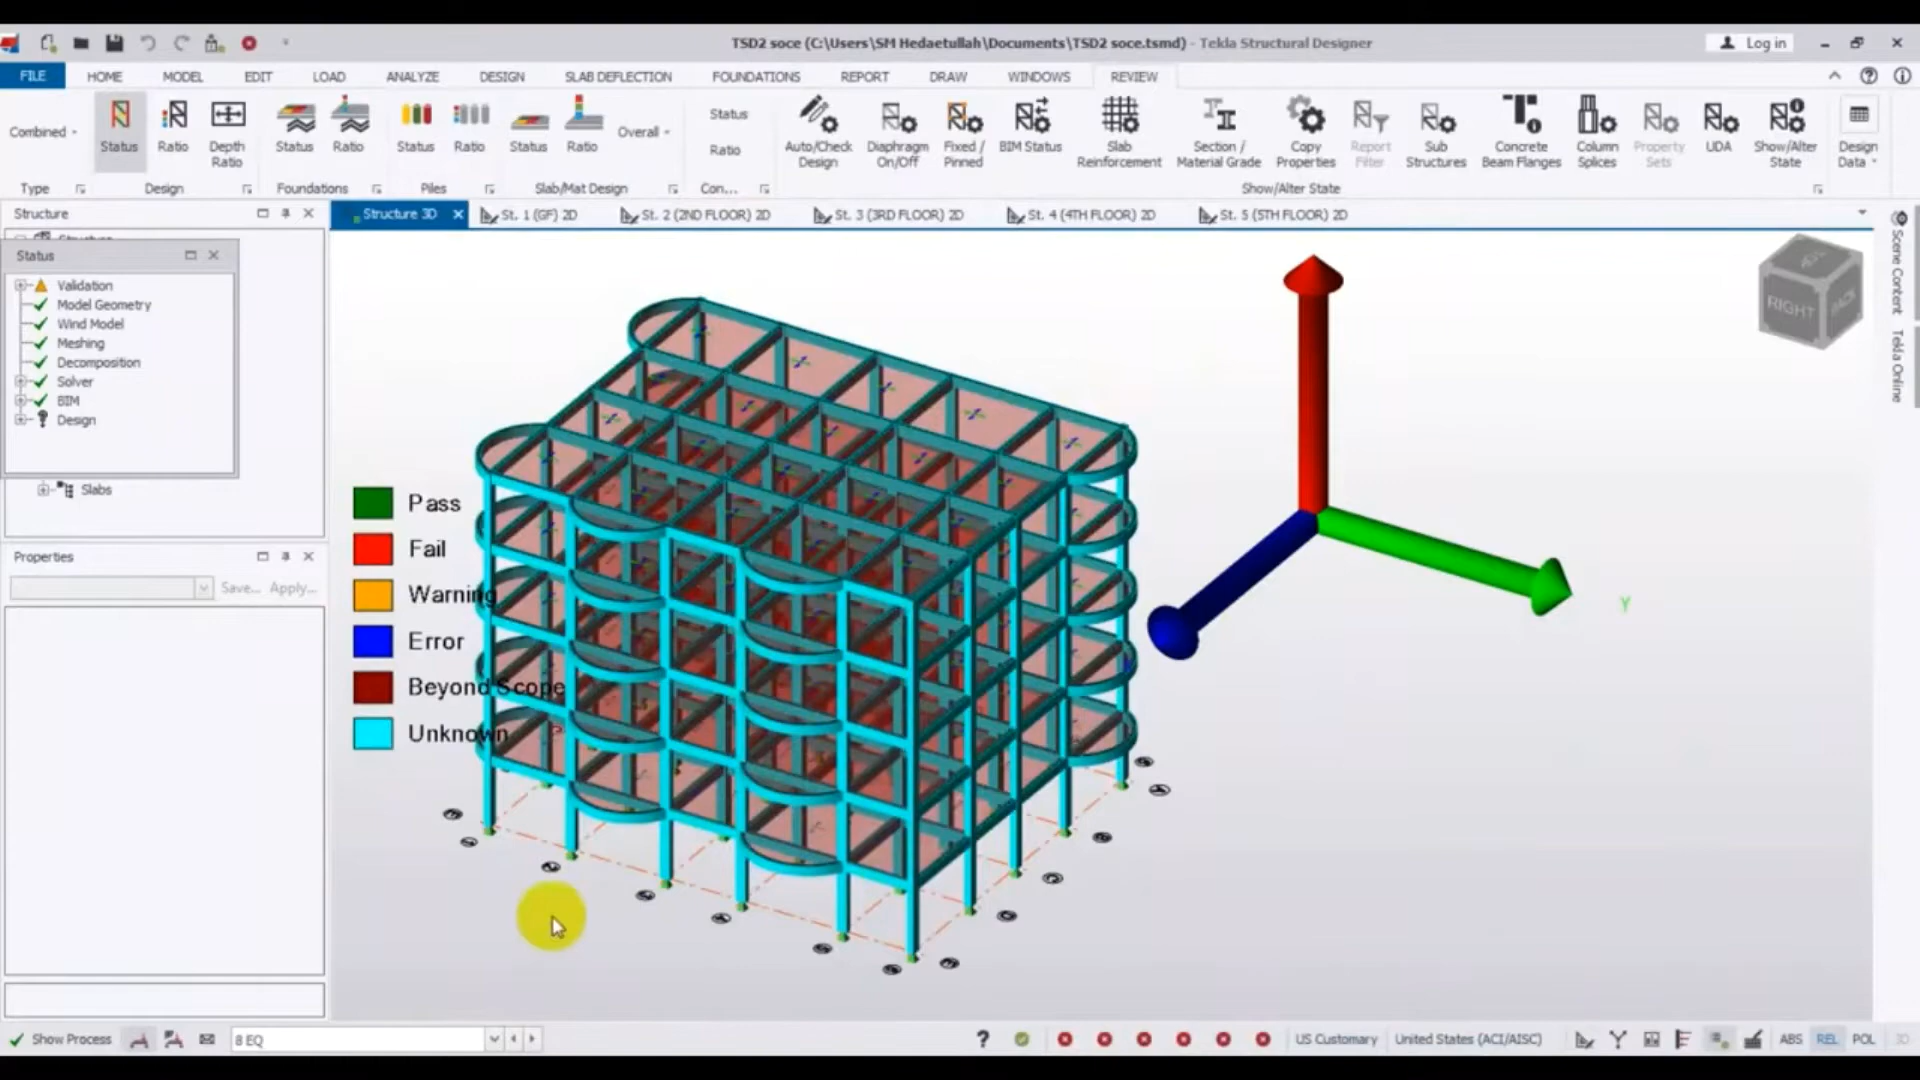 TSD2 soce (C:\Users\SM Hedaetullah\Documents\TSD2 soce.tsmd) - Tekla Structural Designer
Log in
FILE HOME MODEL EDIT LOAD ANALYZE DESIGN SLAB DEFLECTION FOUNDATIONS REPORT DRAW WINDOWS REVIEW
Combined
Status
Ratio
Depth Ratio
Status
Ratio
Status
Ratio
Status
Ratio
Overall
Status
Ratio
Auto/Check Design
Diaphragm On/Off
Fixed / Pinned
BIM Status
Slab Reinforcement
Section / Material Grade
Copy Properties
Report Filter
Sub Structures
Concrete Beam Flanges
Column Splices
Property Sets
UDA
Show/Alter State
Design Data
Type Design Foundations Piles Slab/Mat Design Con... Show/Alter State
Structure
Structure 3D
St. 1 (GF) 2D
St. 2 (2ND FLOOR) 2D
St. 3 (3RD FLOOR) 2D
St. 4 (4TH FLOOR) 2D
St. 5 (5TH FLOOR) 2D
Status
Validation
Model Geometry
Wind Model
Meshing
Decomposition
Solver
BIM
Design
Slabs
Properties
Save... Apply...
Pass
Fail
Warning
Error
Beyond Scope
Unknown
Y
RIGHT
BACK
Scene Content
Tekla Online
Show Process
8 EQ
US Customary
United States (ACI/AISC)
ABS REL POL